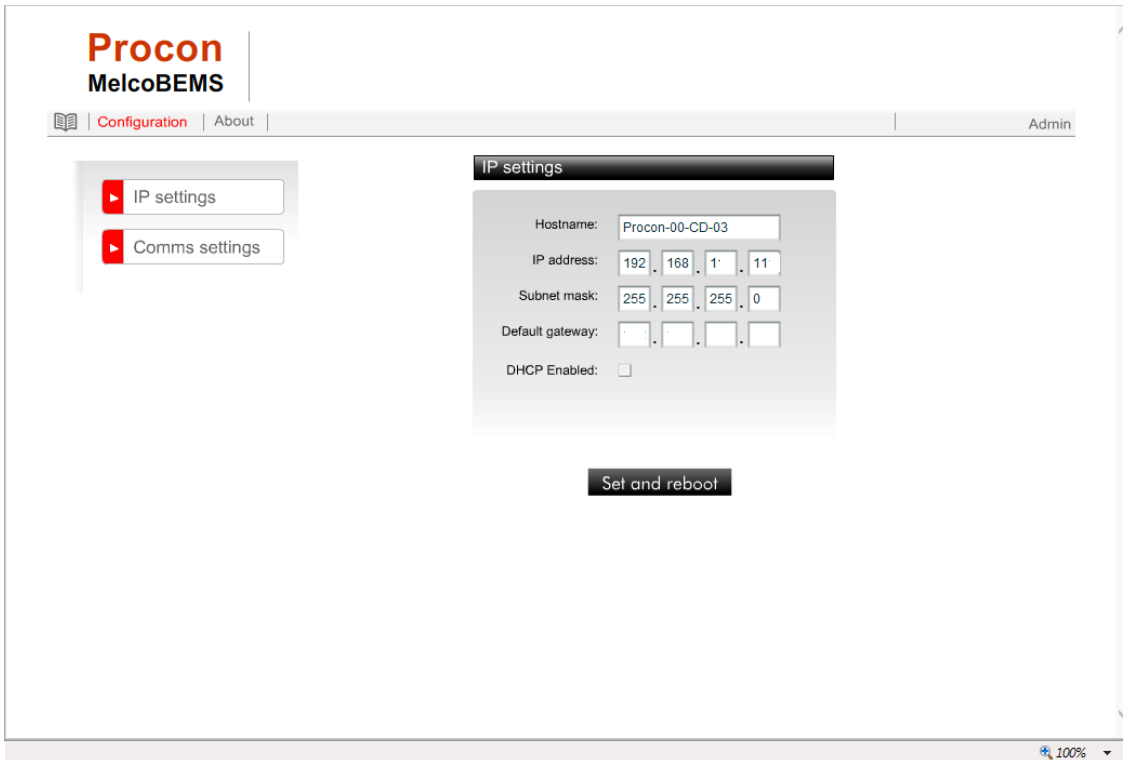 Procon
MelcoBEMS
Configuration About Admin
IP settings
Comms settings
IP settings
Hostname: Procon-00-CD-03
IP address: 192 . 168 . .
Subnet mask: 255 . 255 . 255 . 0
Default gateway: . . .
DHCP Enabled:
Set and reboot
100%